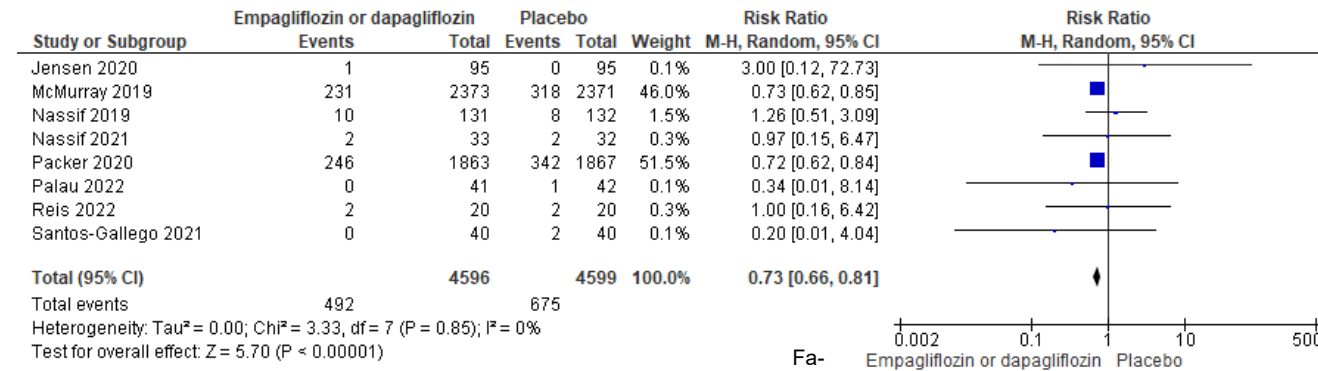 Empagliflozin or dapagliflozin Placebo Risk Ratio Risk Ratio
Study or Subgroup Events Total Events Total Weight M-H, Random, 95% CI M-H, Random, 95% CI
Jensen 2020 1 95 0 95 0.1% 3.00 [0.12, 72.73]
McMurray 2019 231 2373 318 2371 46.0% 0.73 [0.62, 0.85]
Nassif 2019 10 131 8 132 1.5% 1.26 [0.51, 3.09]
Nassif 2021 2 33 2 32 0.3% 0.97 [0.15, 6.47]
Packer 2020 246 1863 342 1867 51.5% 0.72 [0.62, 0.84]
Palau 2022 0 41 1 42 0.1% 0.34 [0.01, 8.14]
Reis 2022 2 20 2 20 0.3% 1.00 [0.16, 6.42]
Santos-Gallego 2021 0 40 2 40 0.1% 0.20 [0.01, 4.04]
Total (95% CI) 4596 4599 100.0% 0.73 [0.66, 0.81]
Total events 492 675
Heterogeneity: Tau² = 0.00; Chi² = 3.33, df = 7 (P = 0.85); I² = 0%
Test for overall effect: Z = 5.70 (P < 0.00001)
0.002 0.1 1 10 500
Fa- Empagliflozin or dapagliflozin Placebo